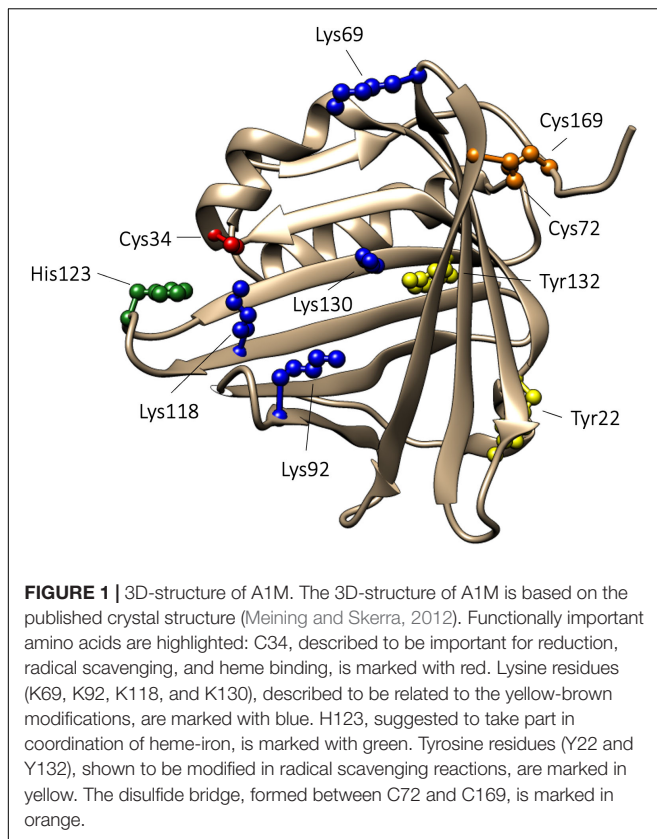 Lys69
Cys169
Cys72
Cys34
His123
Lys130
Tyr132
Lys118
Tyr22
Lys92
FIGURE 1 | 3D-structure of A1M. The 3D-structure of A1M is based on the
published crystal structure (Meining and Skerra, 2012). Functionally important
amino acids are highlighted: C34, described to be important for reduction,
radical scavenging, and heme binding, is marked with red. Lysine residues
(K69, K92, K118, and K130), described to be related to the yellow-brown
modifications, are marked with blue. H123, suggested to take part in
coordination of heme-iron, is marked with green. Tyrosine residues (Y22 and
Y132), shown to be modified in radical scavenging reactions, are marked in
yellow. The disulfide bridge, formed between C72 and C169, is marked in
orange.